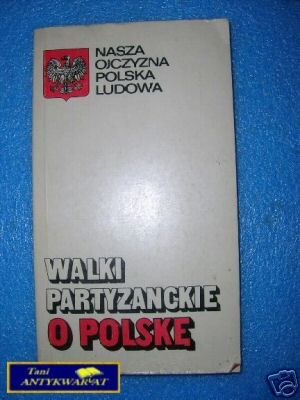 NASZA
OJCZYZNA
POLSKA
LUDOWA
WALKI
PARTYZANCKIE
O POLSKĘ
Tani
ANTYKWARIAT